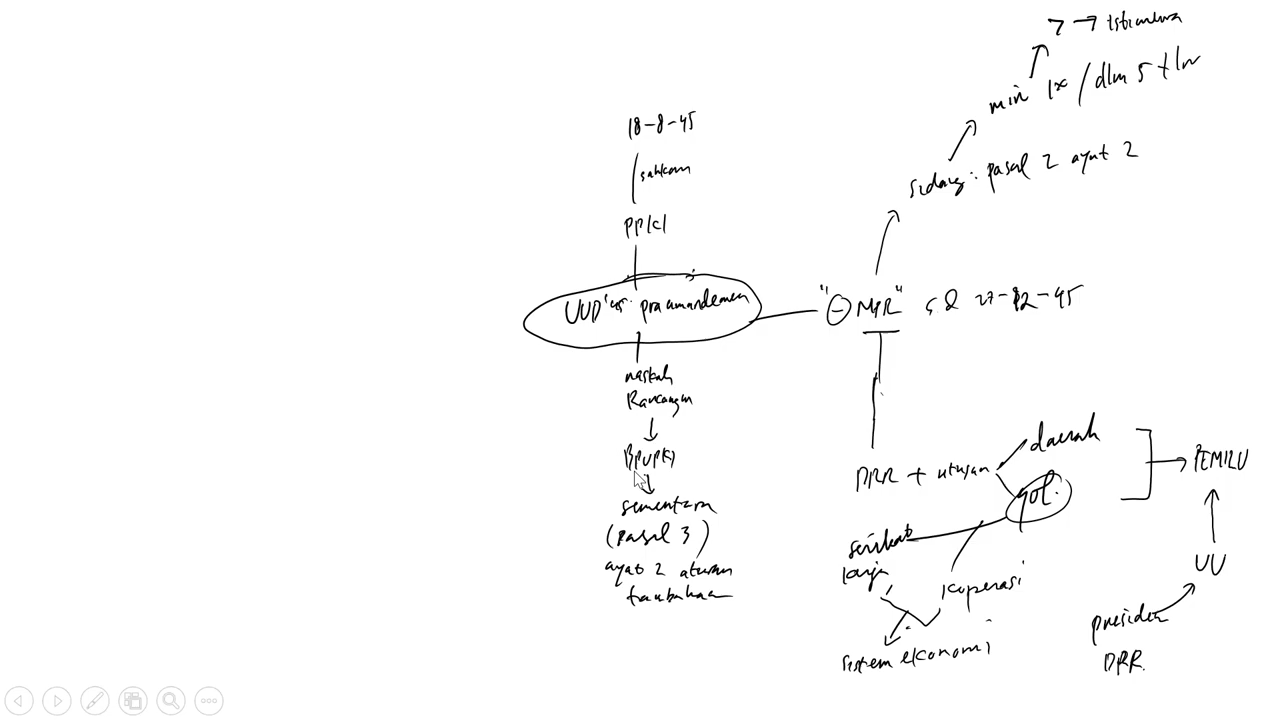 18-8-45
sahkan
PPKI
UUD '45 pra amandemen
naskah
Rancangan
BPUPKI
sementara
(Pasal 3)
ayat 2 aturan
tambahan
"⊖ MPR"
27-12-45
sidang : pasal 2 ayat 2
min 1x / dlm 5 thn
7 → istimewa
DPR + utusan
daerah
gol.
PEMILU
UU
presiden
DPR
serikat
kerja
koperasi
sistem ekonomi